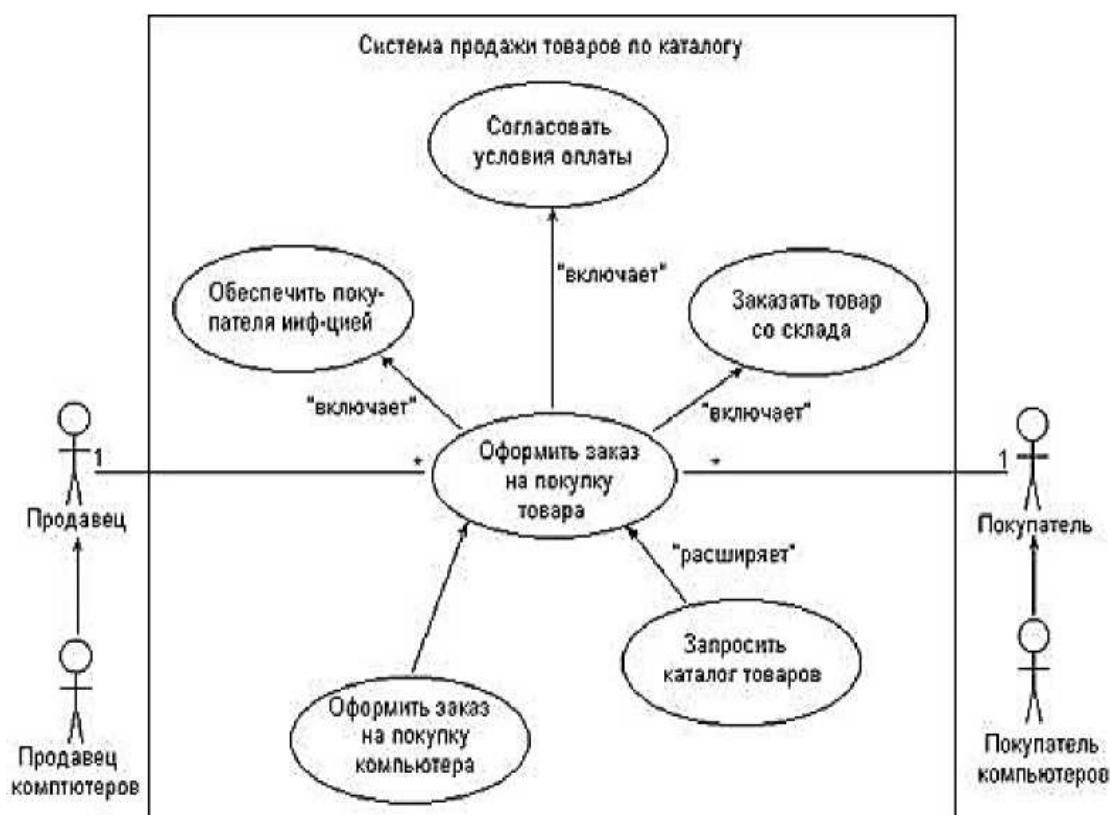 Система продажи товаров по каталогу
Согласовать
условия оплаты
"включает"
Обеспечить поку-
пателя инф-цией
Заказать товар
со склада
"включает"
"включает"
1
*
Оформить заказ
на покупку
товара
*
1
Продавец
Покупатель
"расширяет"
Запросить
каталог товаров
Оформить заказ
на покупку
компьютера
Продавец
комптютеров
Покупатель
компьютеров